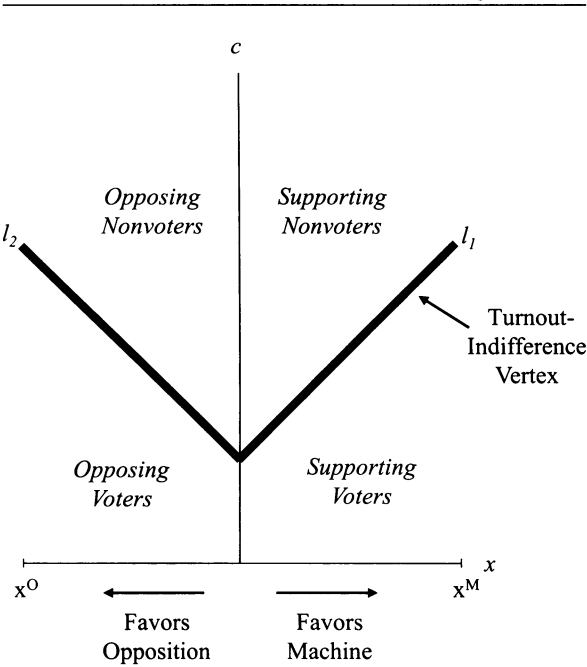 c
Opposing
Nonvoters
Supporting
Nonvoters
l2
l1
Turnout-
Indifference
Vertex
Opposing
Voters
Supporting
Voters
x
xO
xM
Favors
Opposition
Favors
Machine